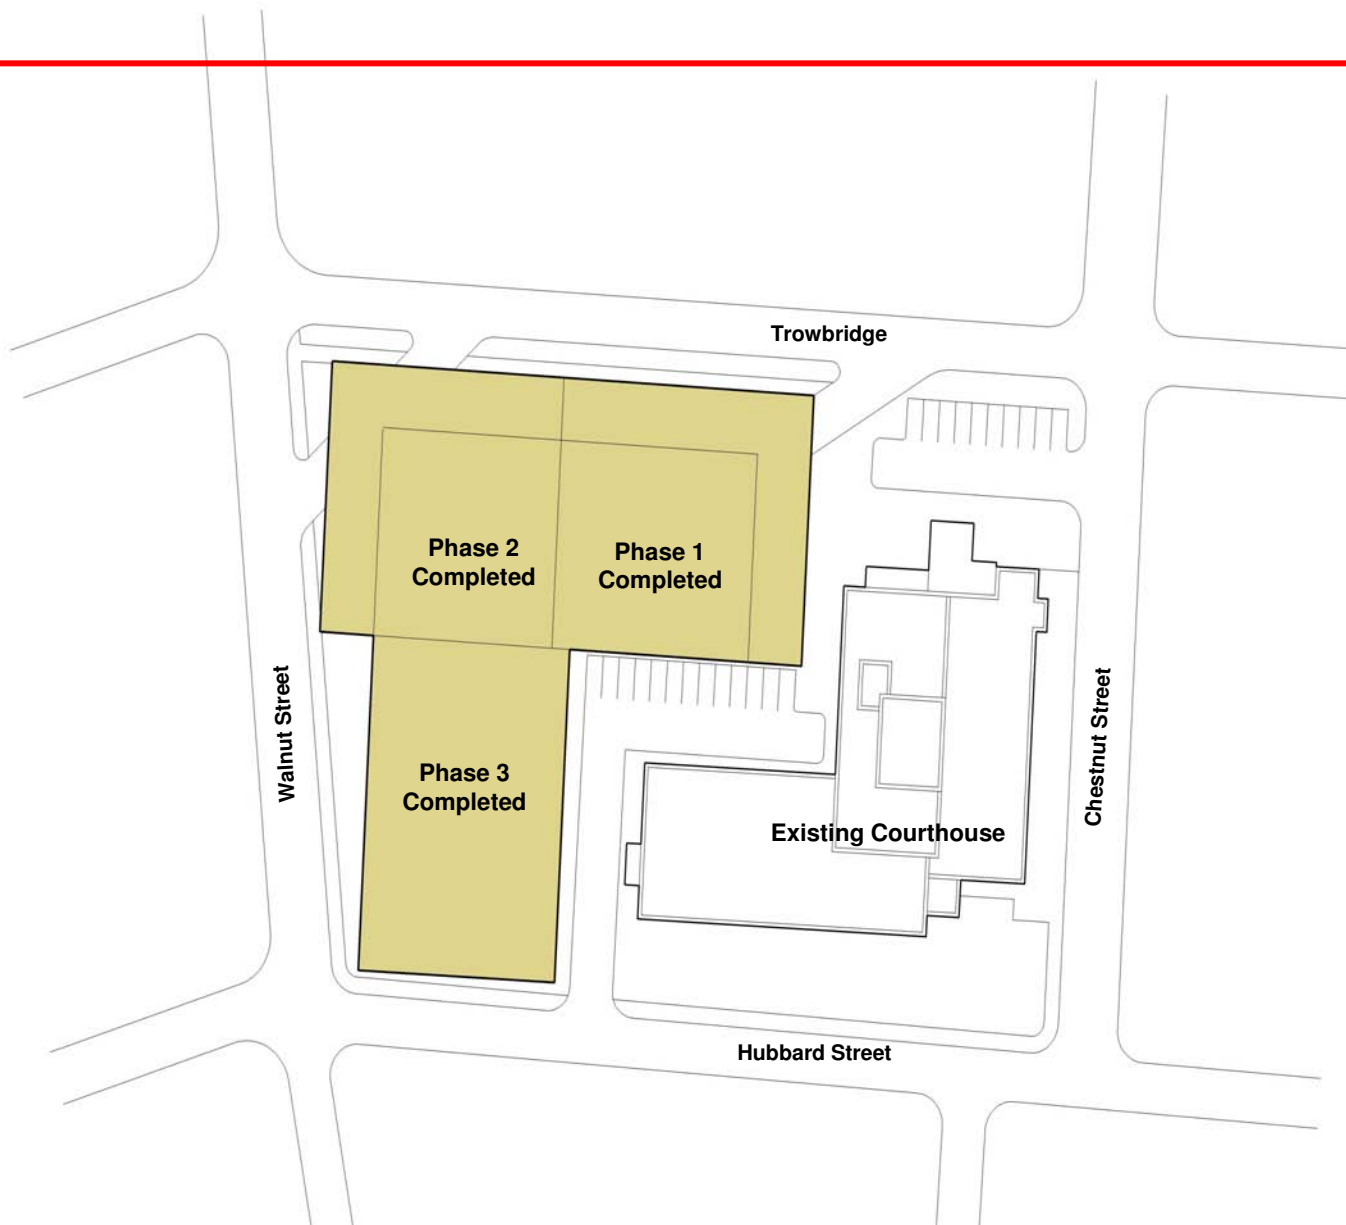 Trowbridge
Phase 2
Completed
Phase 1
Completed
Walnut Street
Chestnut Street
Phase 3
Completed
Existing Courthouse
Hubbard Street